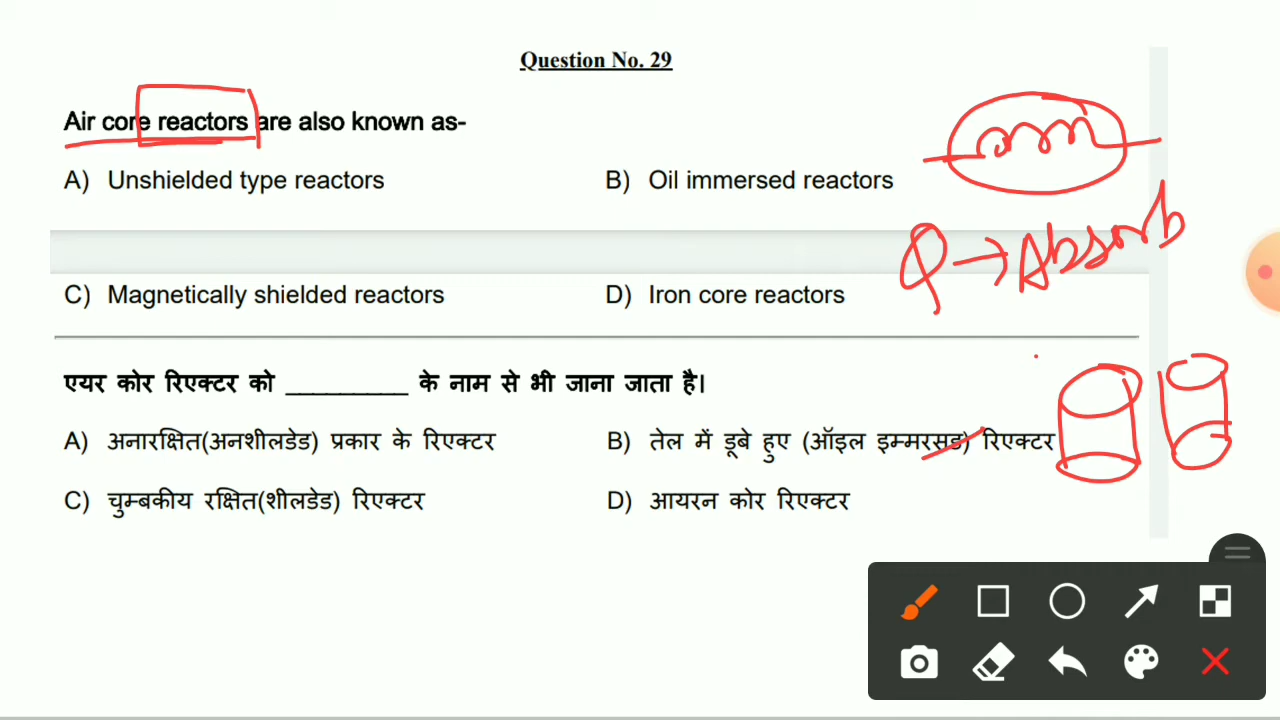 Question No. 29
Air core reactors are also known as-
A) Unshielded type reactors
B) Oil immersed reactors
Q → Absorb
C) Magnetically shielded reactors
D) Iron core reactors
एयर कोर रिएक्टर को _________ के नाम से भी जाना जाता है।
A) अनारक्षित(अनशीलडेड) प्रकार के रिएक्टर
B) तेल में डूबे हुए (ऑइल इम्मरसड) रिएक्टर
C) चुम्बकीय रक्षित(शीलडेड) रिएक्टर
D) आयरन कोर रिएक्टर